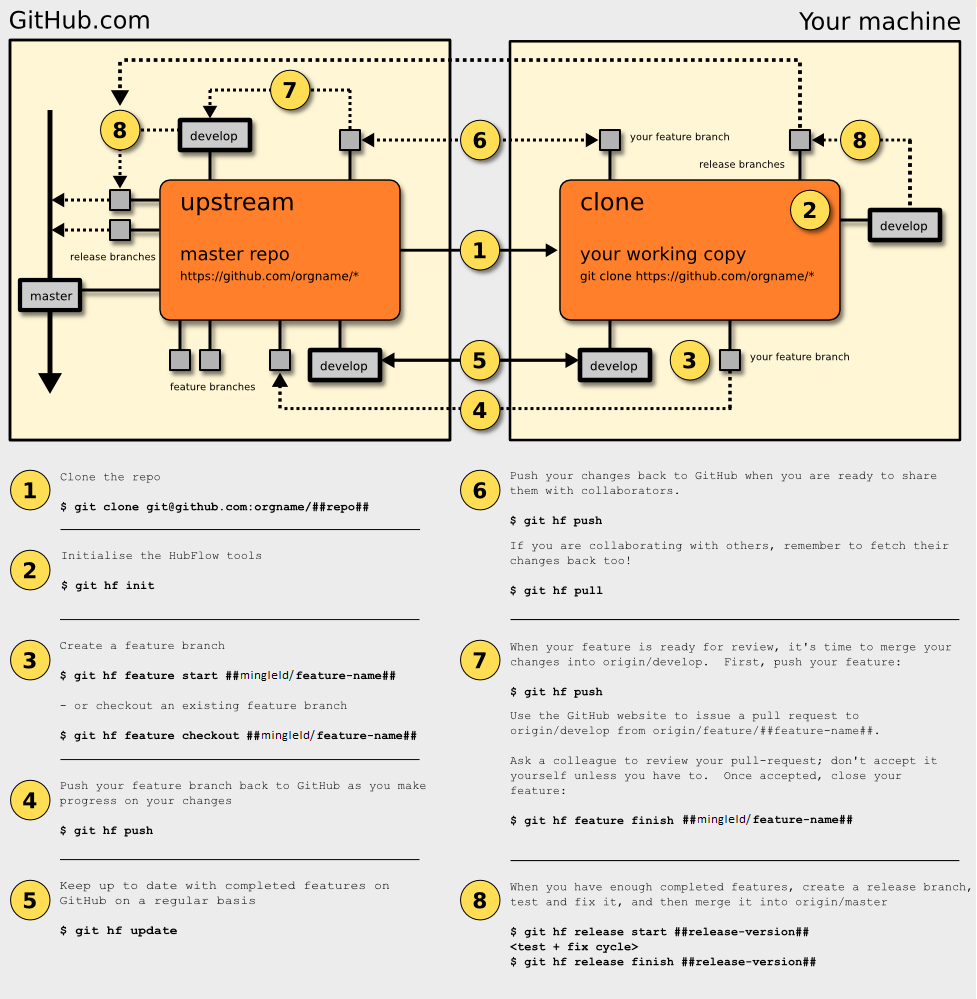 GitHub.com
Your machine
7
8
develop
6
your feature branch
8
release branches
upstream
clone
2
develop
release branches
master repo
https://github.com/orgname/*
1
your working copy
git clone https://github.com/orgname/*
master
develop
5
develop
3
your feature branch
feature branches
4
1
Clone the repo
$ git clone git@github.com:orgname/##repo##
2
Initialise the HubFlow tools
$ git hf init
3
Create a feature branch
$ git hf feature start ##mingleId/feature-name##
- or checkout an existing feature branch
$ git hf feature checkout ##mingleId/feature-name##
4
Push your feature branch back to GitHub as you make
progress on your changes
$ git hf push
5
Keep up to date with completed features on
GitHub on a regular basis
$ git hf update
6
Push your changes back to GitHub when you are ready to share
them with collaborators.
$ git hf push
If you are collaborating with others, remember to fetch their
changes back too!
$ git hf pull
7
When your feature is ready for review, it's time to merge your
changes into origin/develop.  First, push your feature:
$ git hf push
Use the GitHub website to issue a pull request to
origin/develop from origin/feature/##feature-name##.
Ask a colleague to review your pull-request; don't accept it
yourself unless you have to.  Once accepted, close your
feature:
$ git hf feature finish ##mingleId/feature-name##
8
When you have enough completed features, create a release branch,
test and fix it, and then merge it into origin/master
$ git hf release start ##release-version##
<test + fix cycle>
$ git hf release finish ##release-version##